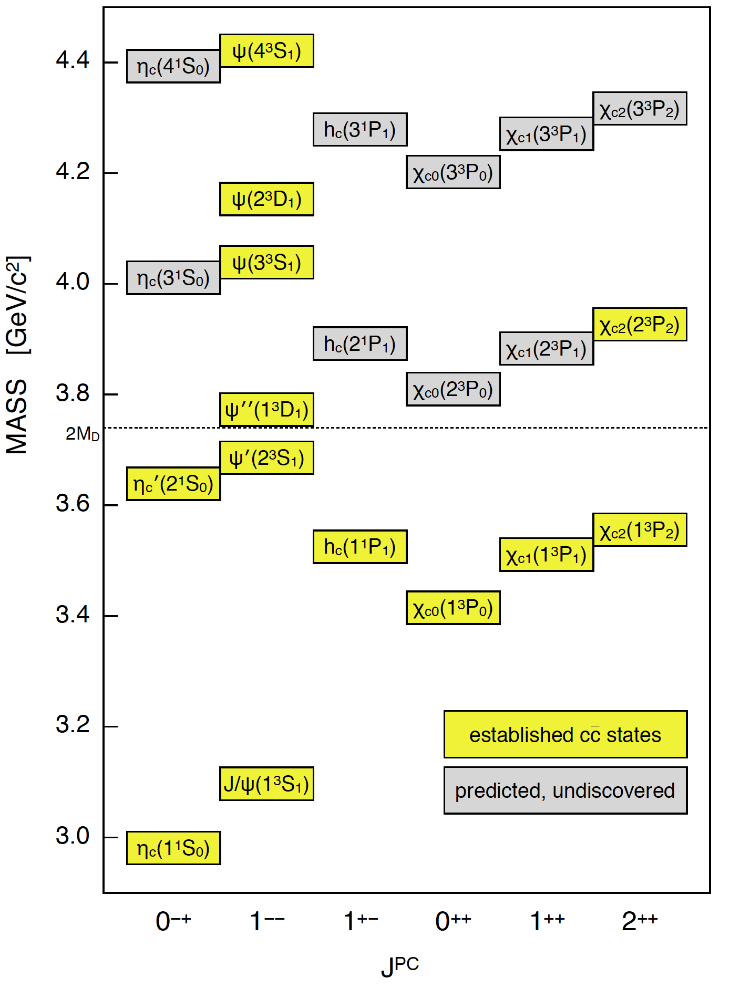 4.4
4.2
4.0
3.8
2M_D
3.6
3.4
3.2
3.0
MASS [GeV/c²]
ηc(4¹S₀)
ψ(4³S₁)
χc2(3³P₂)
hc(3¹P₁)
χc1(3³P₁)
χc0(3³P₀)
ψ(2³D₁)
ψ(3³S₁)
ηc(3¹S₀)
χc2(2³P₂)
hc(2¹P₁)
χc1(2³P₁)
χc0(2³P₀)
ψ′′(1³D₁)
ψ′(2³S₁)
ηc′(2¹S₀)
χc2(1³P₂)
hc(1¹P₁)
χc1(1³P₁)
χc0(1³P₀)
established cc̄ states
J/ψ(1³S₁)
predicted, undiscovered
ηc(1¹S₀)
0⁻⁺ 1⁻⁻ 1⁺⁻ 0⁺⁺ 1⁺⁺ 2⁺⁺
Jᴾꟲ